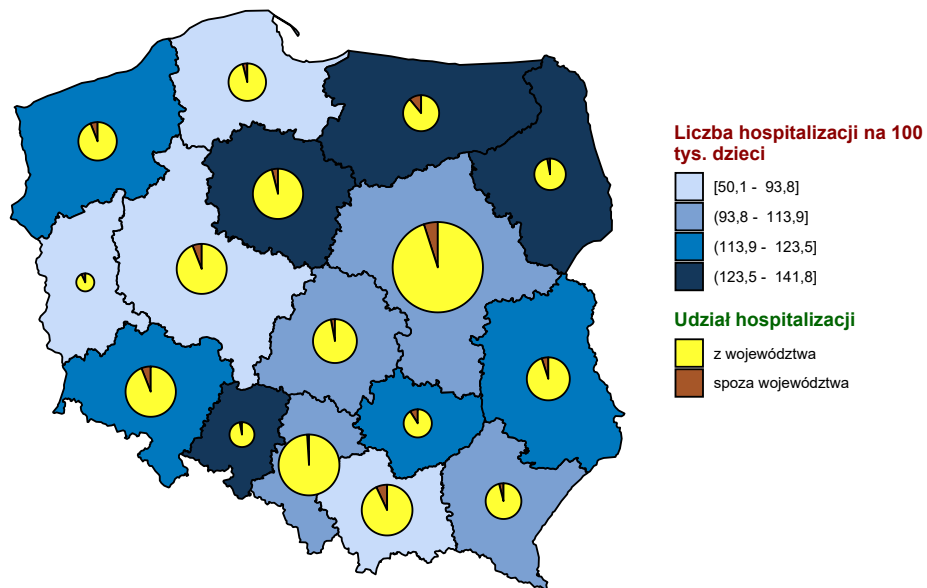 Liczba hospitalizacji na 100
tys. dzieci
[50,1 - 93,8]
(93,8 - 113,9]
(113,9 - 123,5]
(123,5 - 141,8]
Udział hospitalizacji
z województwa
spoza województwa